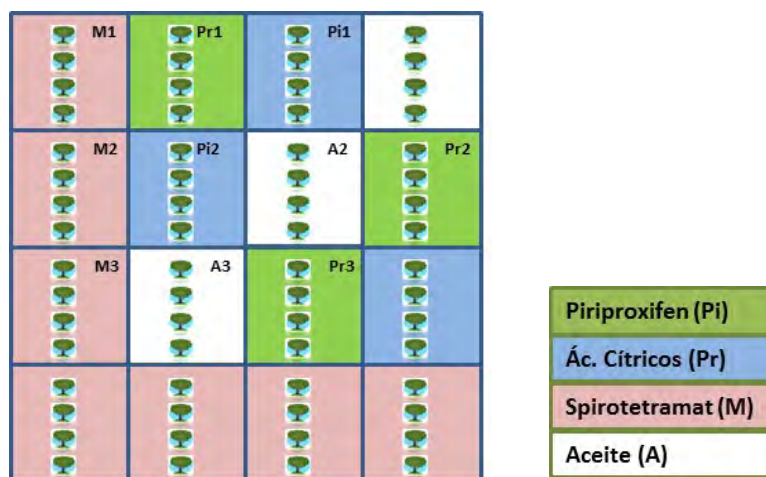 M1 Pr1 Pi1
M2 Pi2 A2 Pr2
M3 A3 Pr3
Piriproxifen (Pi)
Ác. Cítricos (Pr)
Spirotetramat (M)
Aceite (A)